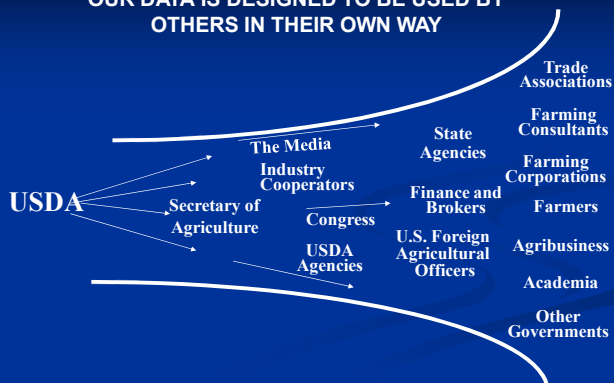 OUR DATA IS DESIGNED TO BE USED BY
OTHERS IN THEIR OWN WAY
USDA
Secretary of
Agriculture
The Media
Industry
Cooperators
Congress
USDA
Agencies
State
Agencies
Finance and
Brokers
U.S. Foreign
Agricultural
Officers
Trade
Associations
Farming
Consultants
Farming
Corporations
Farmers
Agribusiness
Academia
Other
Governments